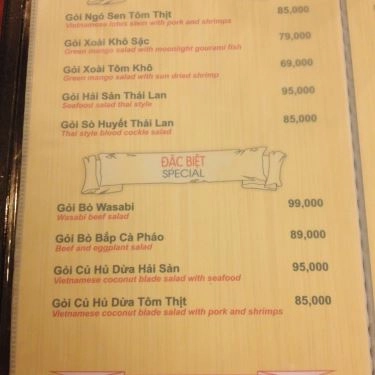 Gỏi Ngó Sen Tôm Thịt 85,000
Vietnamese lotus stem with pork and shrimps
Gỏi Xoài Khô Sặc 79,000
Green mango salad with moonlight gourami fish
Gỏi Xoài Tôm Khô 69,000
Green mango salad with sun dried shrimp
Gỏi Hải Sản Thái Lan 95,000
Seafood salad thai style
Gỏi Sò Huyết Thái Lan 85,000
Thai style blood cockle salad
ĐẶC BIỆT
SPECIAL
Gỏi Bò Wasabi 99,000
Wasabi beef salad
Gỏi Bò Bắp Cà Pháo 89,000
Beef and eggplant salad
Gỏi Củ Hủ Dừa Hải Sản 95,000
Vietnamese coconut blade salad with seafood
Gỏi Củ Hủ Dừa Tôm Thịt 85,000
Vietnamese coconut blade salad with pork and shrimps